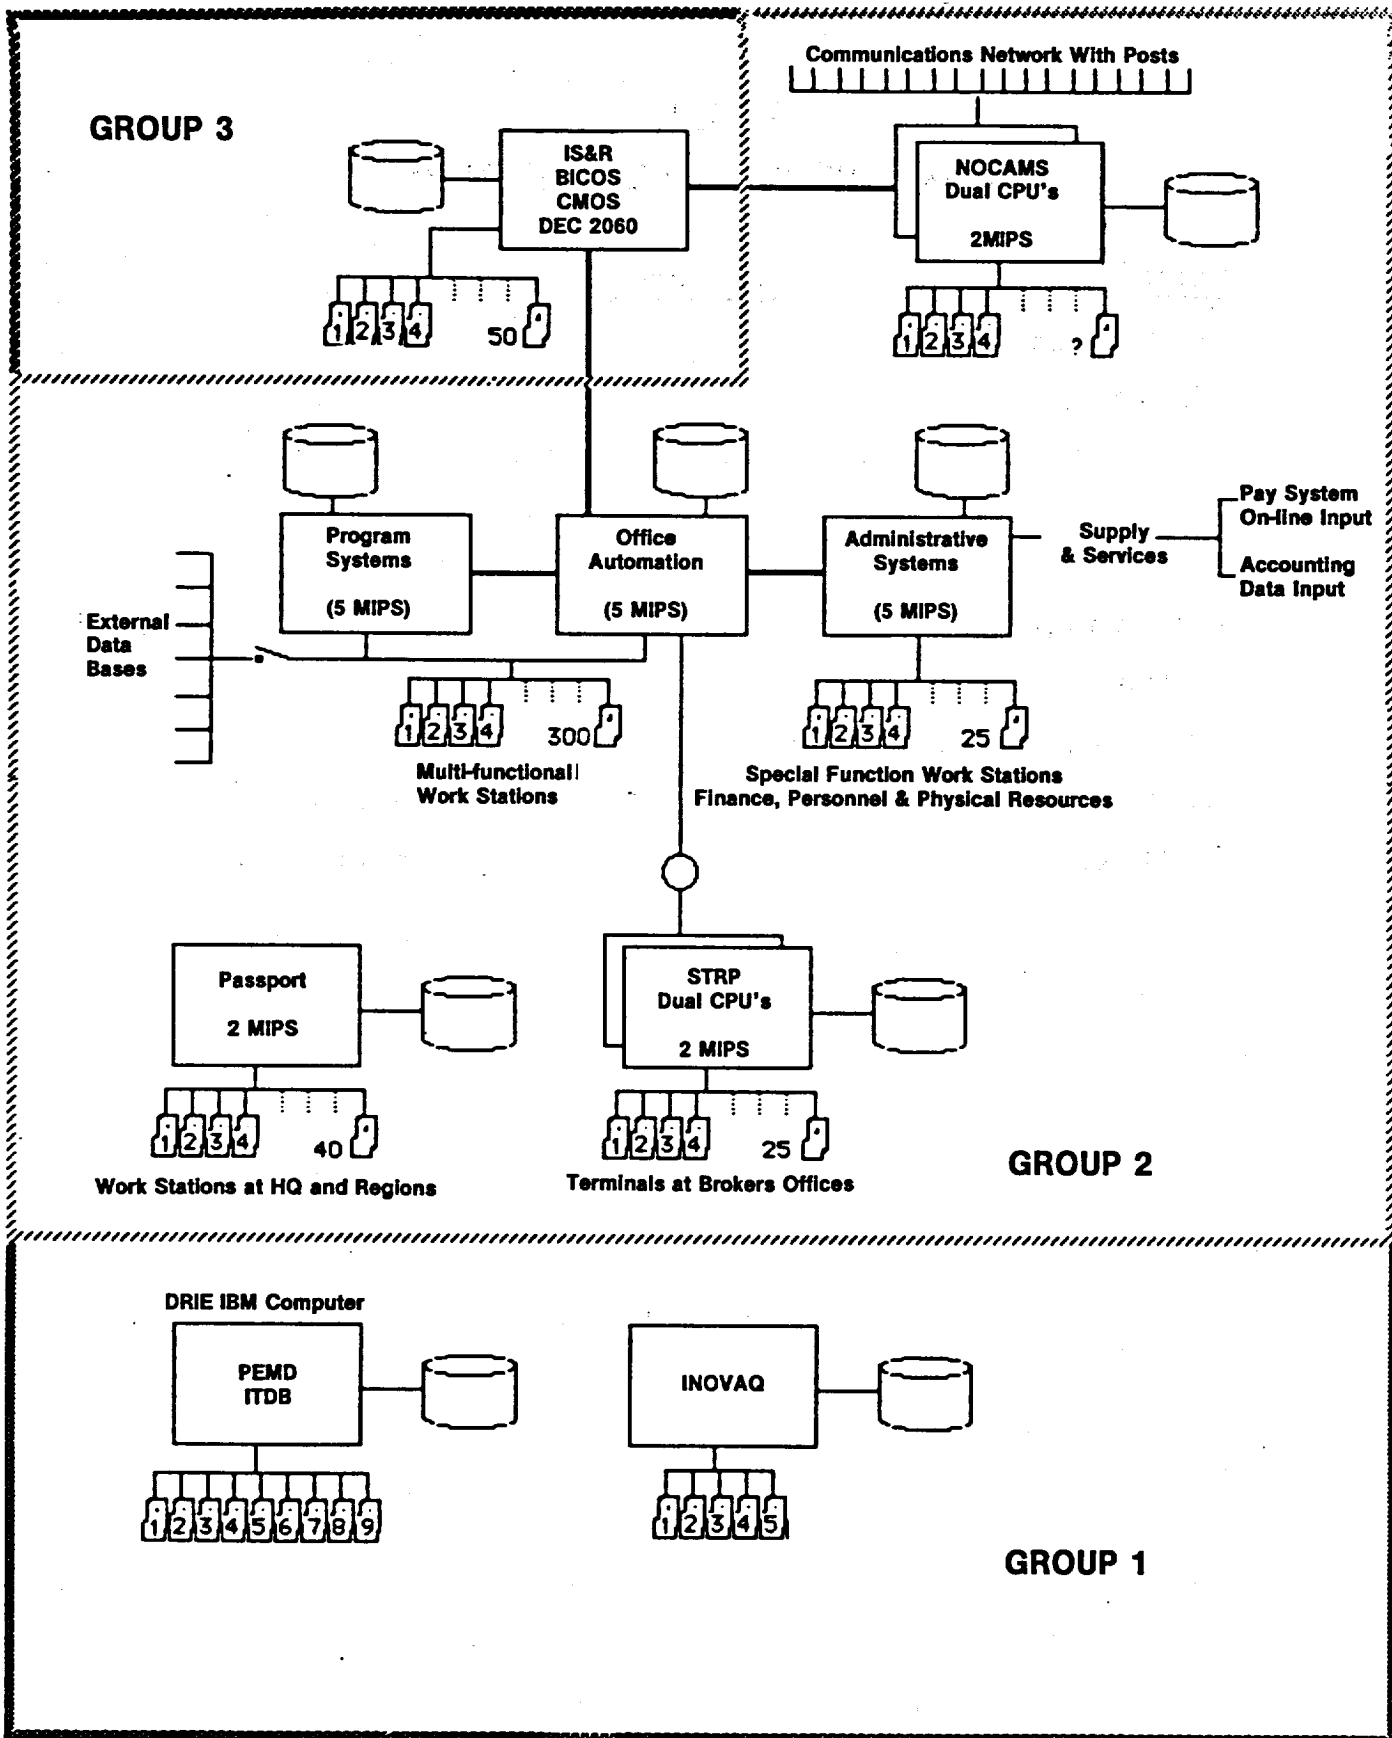 Communications Network With Posts
GROUP 3
IS&R
BICOS
CMOS
DEC 2060
1 2 3 4 50
NOCAMS
Dual CPU's
2MIPS
1 2 3 4 ?
Program
Systems
(5 MIPS)
Office
Automation
(5 MIPS)
Administrative
Systems
(5 MIPS)
Supply
& Services
Pay System
On-line Input
Accounting
Data Input
External
Data
Bases
1 2 3 4 300
Multi-functional
Work Stations
1 2 3 4 25
Special Function Work Stations
Finance, Personnel & Physical Resources
Passport
2 MIPS
1 2 3 4 40
Work Stations at HQ and Regions
STRP
Dual CPU's
2 MIPS
1 2 3 4 25
Terminals at Brokers Offices
GROUP 2
DRIE IBM Computer
PEMD
ITDB
1 2 3 4 5 6 7 8 9
INOVAQ
1 2 3 4 5
GROUP 1